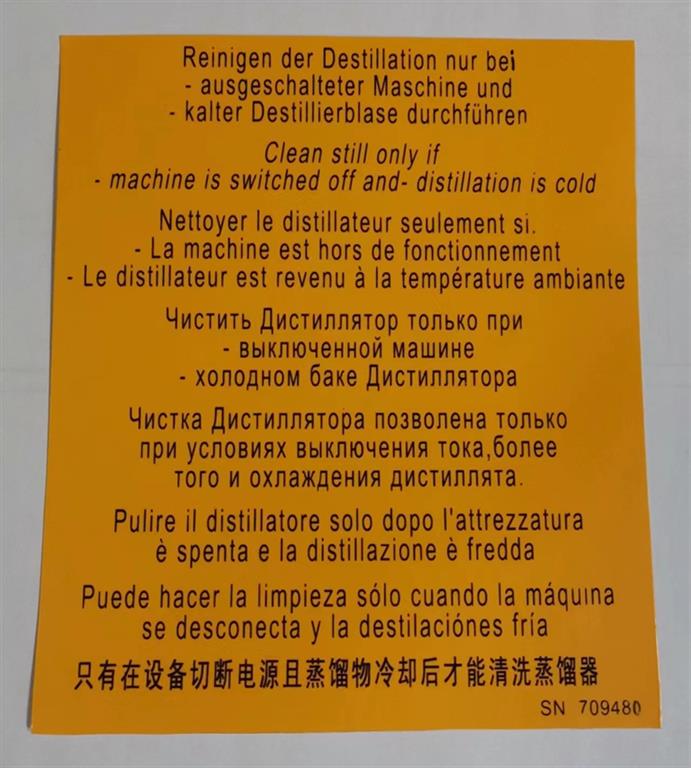 Reinigen der Destillation nur bei
- ausgeschalteter Maschine und
- kalter Destillierblase durchführen
Clean still only if
- machine is switched off and- distillation is cold
Nettoyer le distillateur seulement si.
- La machine est hors de fonctionnement
- Le distillateur est revenu à la température ambiante
Чистить Дистиллятор только при
- выключенной машине
- холодном баке Дистиллятора
Чистка Дистиллятора позволена только
при условиях выключения тока,более
того и охлаждения дистиллята.
Pulire il distillatore solo dopo l'attrezzatura
è spenta e la distillazione è fredda
Puede hacer la limpieza sólo cuando la máquina
se desconecta y la destilaciónes fría
只有在设备切断电源且蒸馏物冷却后才能清洗蒸馏器
SN 709480